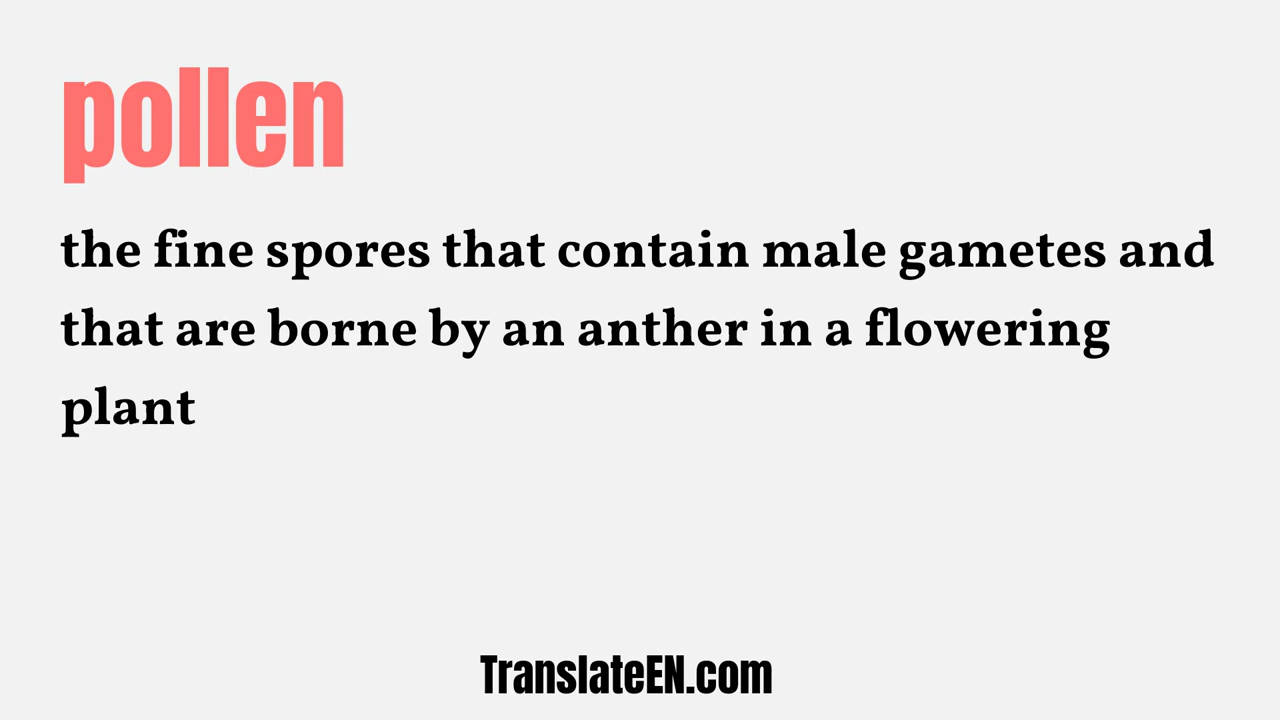 pollen
the fine spores that contain male gametes and
that are borne by an anther in a flowering
plant
TranslateEN.com